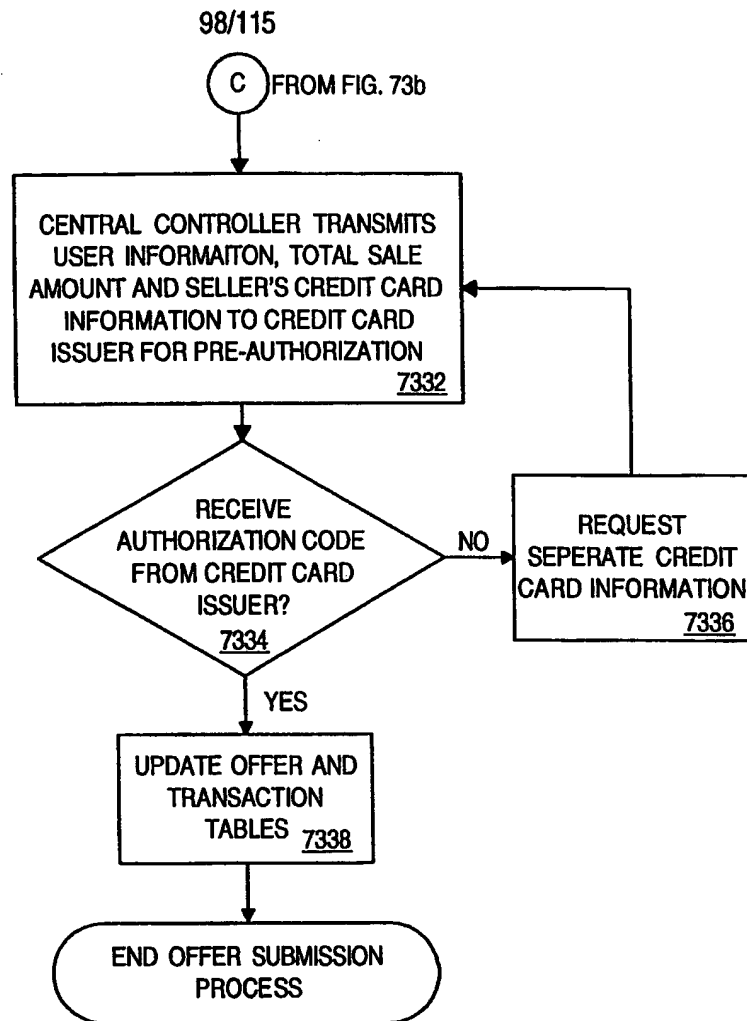 98/115
C FROM FIG. 73b
CENTRAL CONTROLLER TRANSMITS
USER INFORMAITON, TOTAL SALE
AMOUNT AND SELLER'S CREDIT CARD
INFORMATION TO CREDIT CARD
ISSUER FOR PRE-AUTHORIZATION
7332
RECEIVE
AUTHORIZATION CODE
FROM CREDIT CARD
ISSUER?
7334
NO
REQUEST
SEPERATE CREDIT
CARD INFORMATION
7336
YES
UPDATE OFFER AND
TRANSACTION
TABLES 7338
END OFFER SUBMISSION
PROCESS